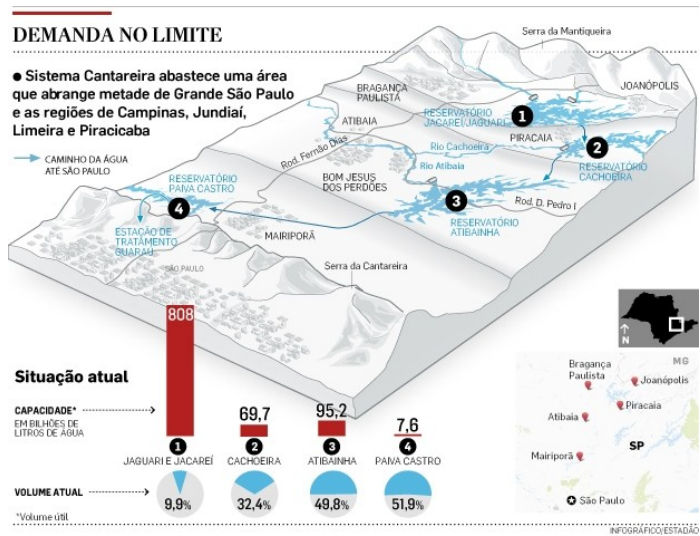 DEMANDA NO LIMITE
● Sistema Cantareira abastece uma área
que abrange metade de Grande São Paulo
e as regiões de Campinas, Jundiaí,
Limeira e Piracicaba
CAMINHO DA ÁGUA
ATÉ SÃO PAULO
Serra da Mantiqueira
JOANÓPOLIS
BRAGANÇA
PAULISTA
RESERVATÓRIO
JACAREÍ/JAGUARI
1
ATIBAIA
PIRACAIA
2
RESERVATÓRIO
CACHOEIRA
Rod. Fernão Dias
Rio Cachoeira
Rio Atibaia
BOM JESUS
DOS PERDÕES
3
Rod. D. Pedro I
RESERVATÓRIO
ATIBAINHA
RESERVATÓRIO
PAIVA CASTRO
4
MAIRIPORÃ
ESTAÇÃO DE
TRATAMENTO
GUARAÚ
SÃO PAULO
Serra da Cantareira
N
Situação atual
CAPACIDADE*
EM BILHÕES DE
LITROS DE ÁGUA
808
69,7
95,2
7,6
1
2
3
4
JAGUARI E JACAREÍ
CACHOEIRA
ATIBAINHA
PAIVA CASTRO
VOLUME ATUAL
9,9%
32,4%
49,8%
51,9%
*Volume útil
MG
Bragança
Paulista
Joanópolis
Piracaia
Atibaia
SP
Mairiporã
São Paulo
INFOGRÁFICO/ESTADÃO